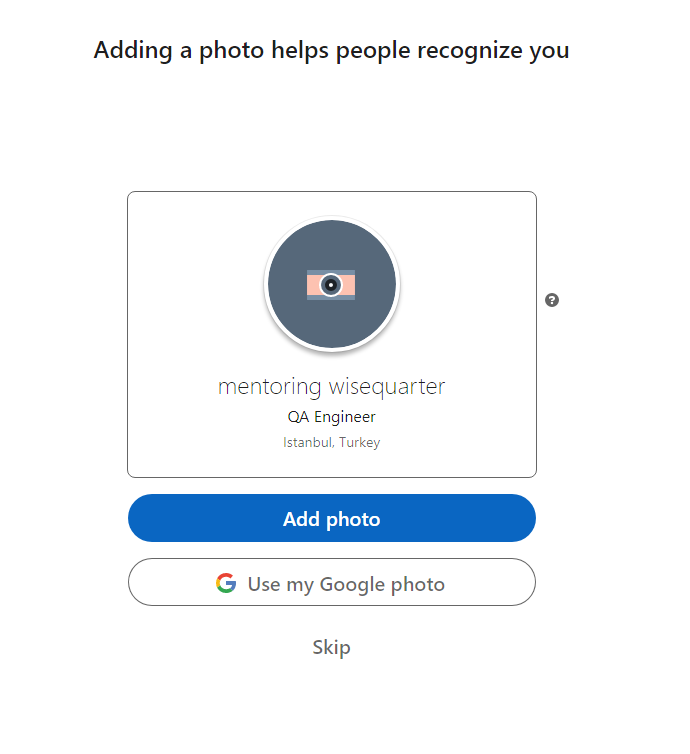 Adding a photo helps people recognize you
?
mentoring wisequarter
QA Engineer
Istanbul, Turkey
Add photo
Use my Google photo
Skip